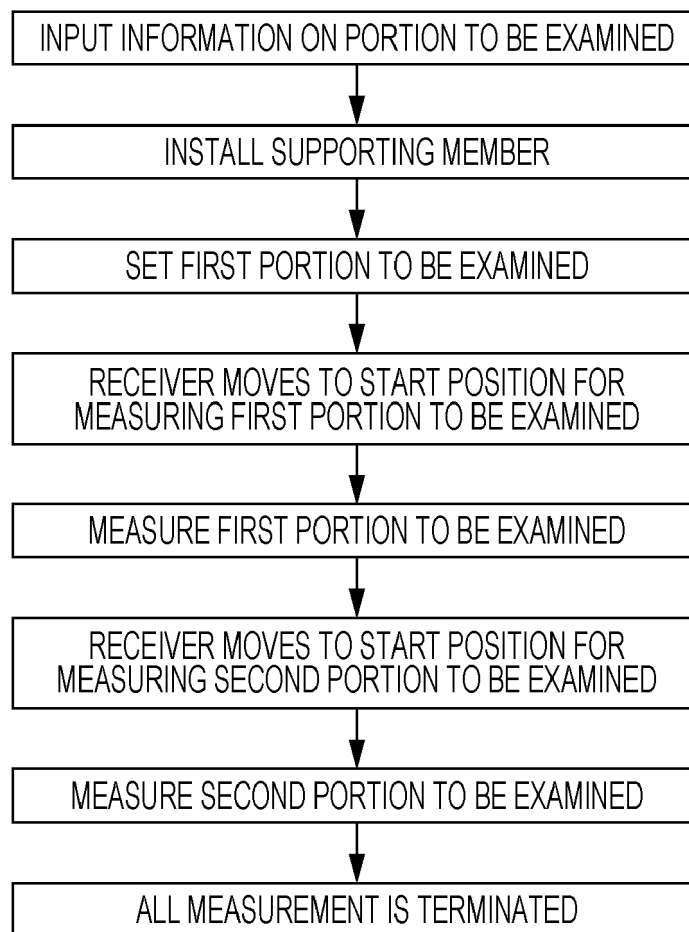 INPUT INFORMATION ON PORTION TO BE EXAMINED
INSTALL SUPPORTING MEMBER
SET FIRST PORTION TO BE EXAMINED
RECEIVER MOVES TO START POSITION FOR
MEASURING FIRST PORTION TO BE EXAMINED
MEASURE FIRST PORTION TO BE EXAMINED
RECEIVER MOVES TO START POSITION FOR
MEASURING SECOND PORTION TO BE EXAMINED
MEASURE SECOND PORTION TO BE EXAMINED
ALL MEASUREMENT IS TERMINATED